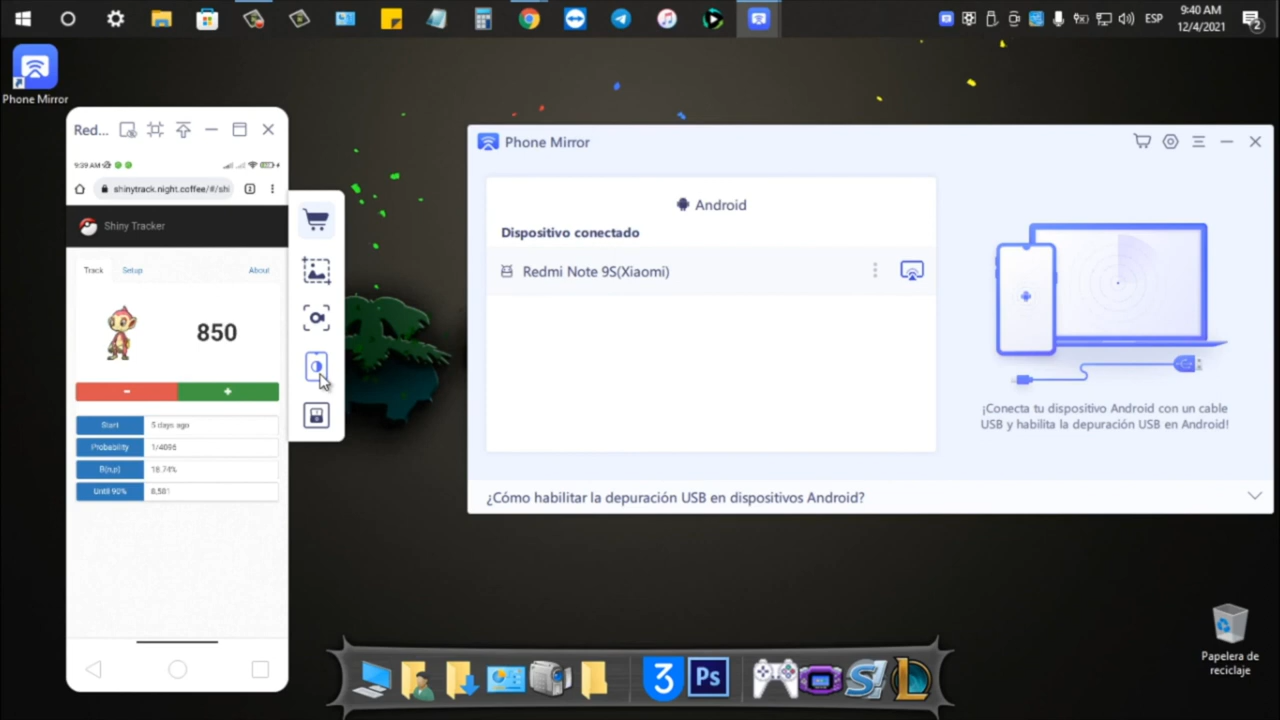 9:40 AM
ESP
12/4/2021
2
Phone Mirror
Red...
9:39 AM
shinytrack.night.coffee/#/shi
Shiny Tracker
Track
Setup
About
850
-
+
Start
5 days ago
Probability
1/4096
B(n;p)
18.74%
Until 90%
8,581
Phone Mirror
Android
Dispositivo conectado
Redmi Note 9S(Xiaomi)
¡Conecta tu dispositivo Android con un cable
USB y habilita la depuración USB en Android!
¿Cómo habilitar la depuración USB en dispositivos Android?
3
Ps
Papelera de
reciclaje